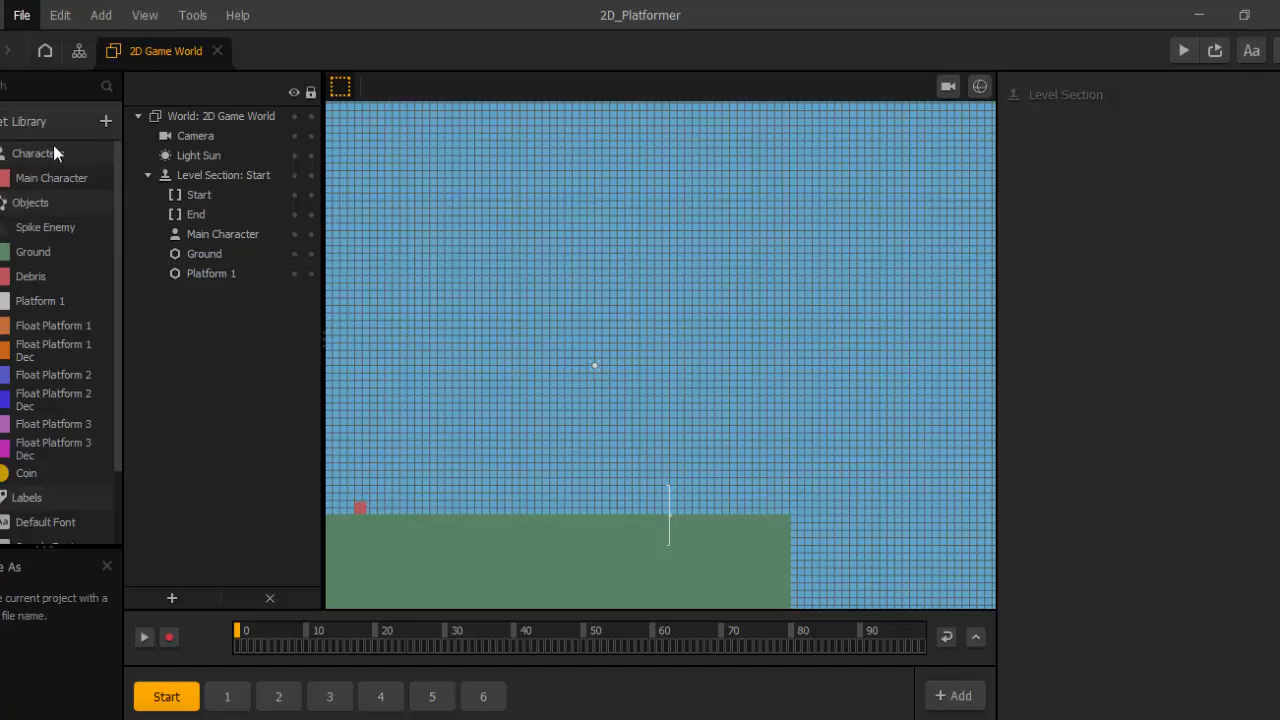 File Edit Add View Tools Help 2D_Platformer
2D Game World Aa
h
et Library +
Characte
Main Character
Objects
Spike Enemy
Ground
Debris
Platform 1
Float Platform 1
Float Platform 1
Dec
Float Platform 2
Float Platform 2
Dec
Float Platform 3
Float Platform 3
Dec
Coin
Labels
Aa Default Font
e As
e current project with a
file name.
World: 2D Game World
Camera
Light Sun
Level Section: Start
Start
End
Main Character
Ground
Platform 1
Level Section
0 10 20 30 40 50 60 70 80 90
Start 1 2 3 4 5 6 + Add